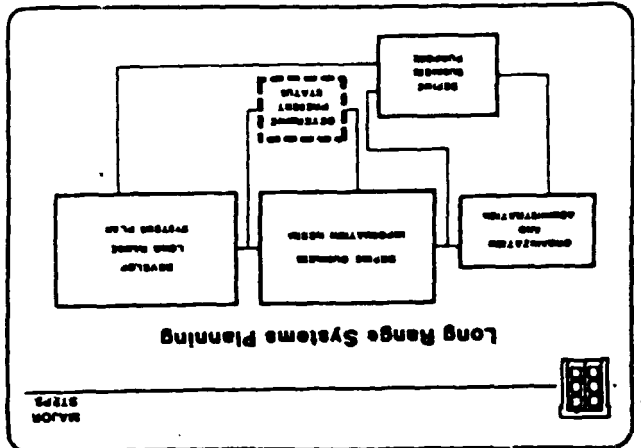 MAJOR
STEPS
Long Range Systems Planning
ORGANIZATION
AND
ADMINISTRATION
DEFINE BUSINESS
INFORMATION NEEDS
DEVELOP
LONG RANGE
SYSTEMS PLAN
DEFINE
BUSINESS
PURPOSE
DETERMINE
PRESENT
STATUS